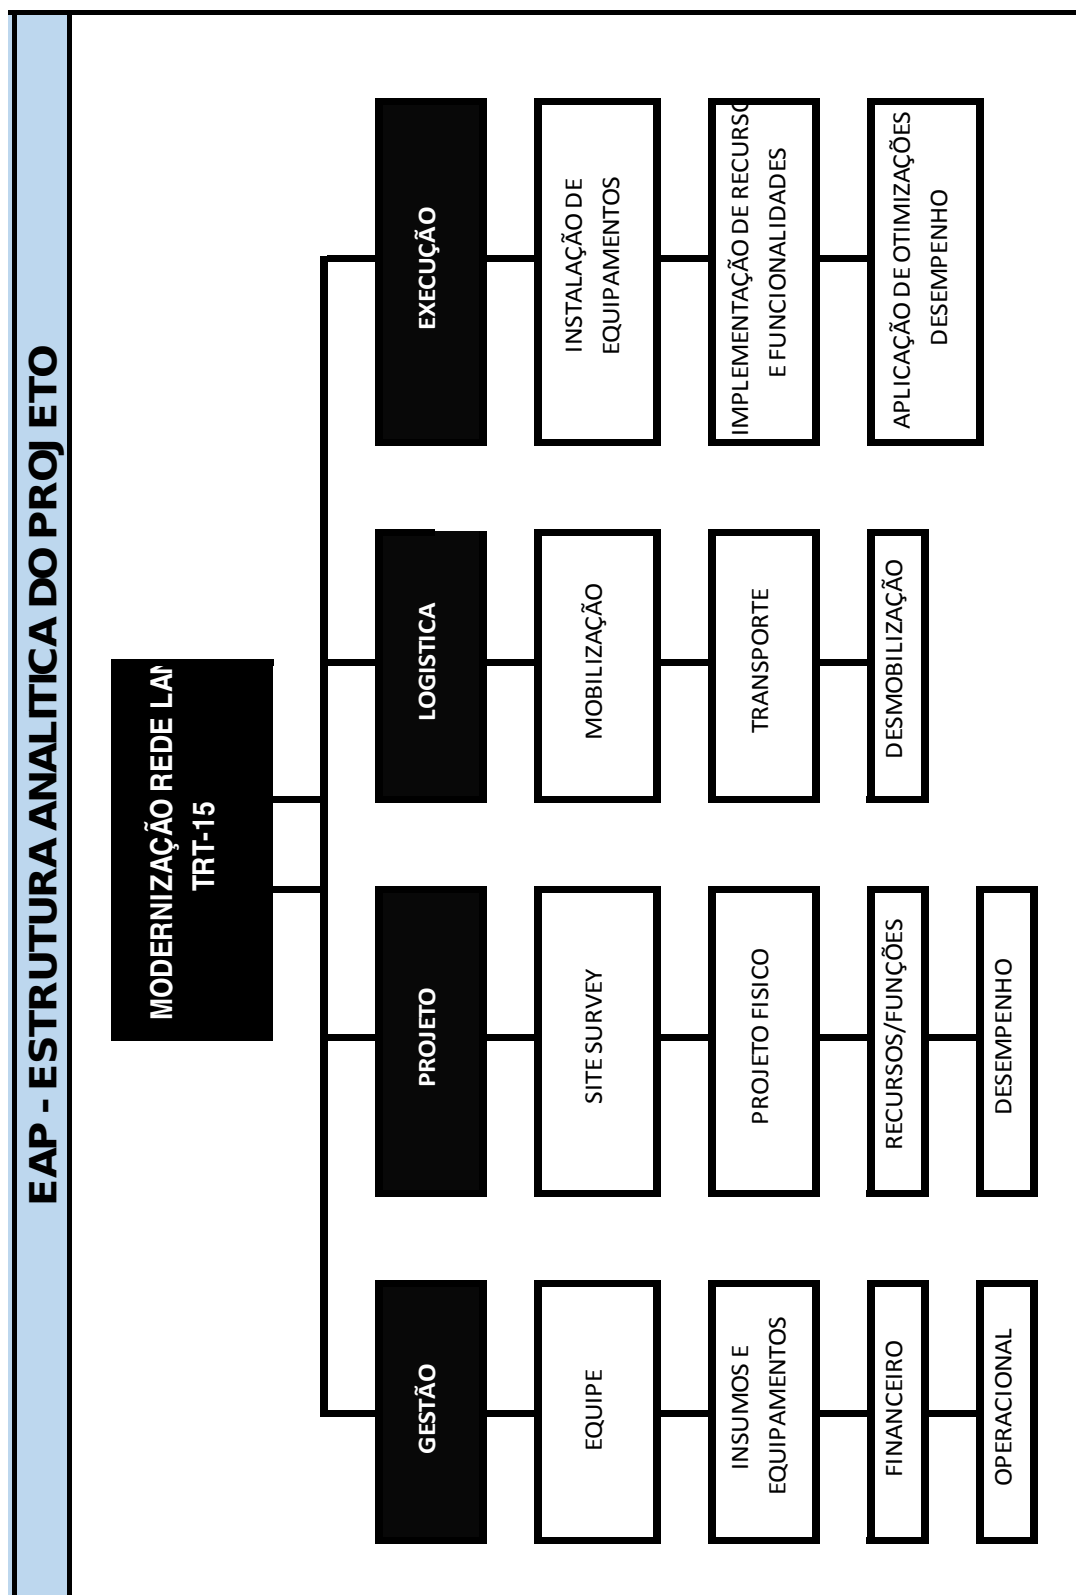 EAP - ESTRUTURA ANALITICA DO PROJETO
MODERNIZAÇÃO REDE LAN
TRT-15
GESTÃO
EQUIPE
INSUMOS E
EQUIPAMENTOS
FINANCEIRO
OPERACIONAL
PROJETO
SITE SURVEY
PROJETO FISICO
RECURSOS/FUNÇÕES
DESEMPENHO
LOGISTICA
MOBILIZAÇÃO
TRANSPORTE
DESMOBILIZAÇÃO
EXECUÇÃO
INSTALAÇÃO DE
EQUIPAMENTOS
IMPLEMENTAÇÃO DE RECURSO
E FUNCIONALIDADES
APLICAÇÃO DE OTIMIZAÇÕES
DESEMPENHO